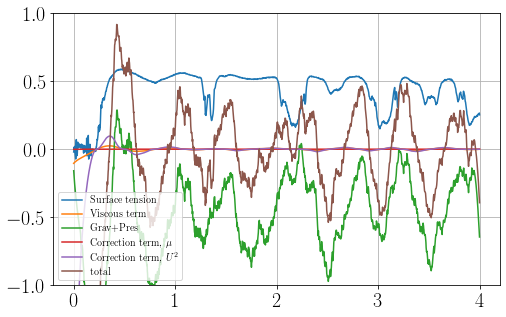 1.0
0.5
0.0
−0.5
−1.0
Surface tension
Viscous term
Grav+Pres
Correction term, μ
Correction term, U²
total
0 1 2 3 4